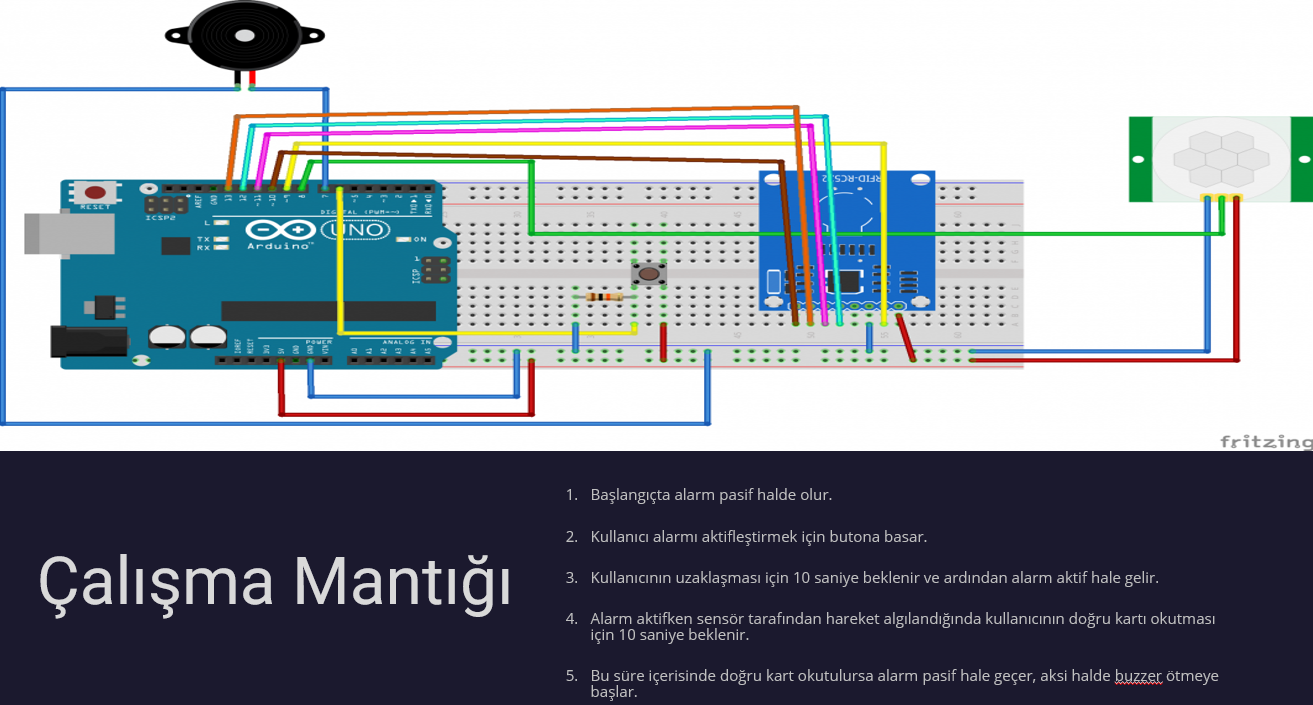 RFID-RC522
RESET
ICSP2
AREF
GND
13
12
~11
~10
~9
8
7
~5
4
~3
2
TX0▶1
RX0◀0
DIGITAL (PWM=~)
L
TX
RX
UNO
Arduino™
ON
1
ICSP
POWER
ANALOG IN
IOREF
RESET
3V3
5V
GND
GND
VIN
A0
A1
A2
A3
A4
A5
fritzing
Çalışma Mantığı
1. Başlangıçta alarm pasif halde olur.
2. Kullanıcı alarmı aktifleştirmek için butona basar.
3. Kullanıcının uzaklaşması için 10 saniye beklenir ve ardından alarm aktif hale gelir.
4. Alarm aktifken sensör tarafından hareket algılandığında kullanıcının doğru kartı okutması
için 10 saniye beklenir.
5. Bu süre içerisinde doğru kart okutulursa alarm pasif hale geçer, aksi halde buzzer ötmeye
başlar.